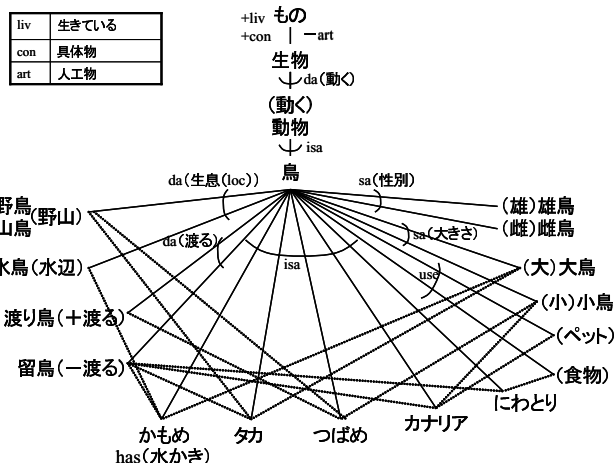 liv 生きている
con 具体物
art 人工物
+liv もの
+con −art
生物
da(動く)
(動く)
動物
isa
鳥
da(生息(loc))
sa(性別)
野鳥
山鳥
(野山)
(雄)雄鳥
(雌)雌鳥
da(渡る)
sa(大きさ)
isa
use
水鳥(水辺)
(大)大鳥
(小)小鳥
渡り鳥(+渡る)
(ペット)
留鳥(−渡る)
(食物)
にわとり
カナリア
かもめ
タカ
つばめ
has(水かき)